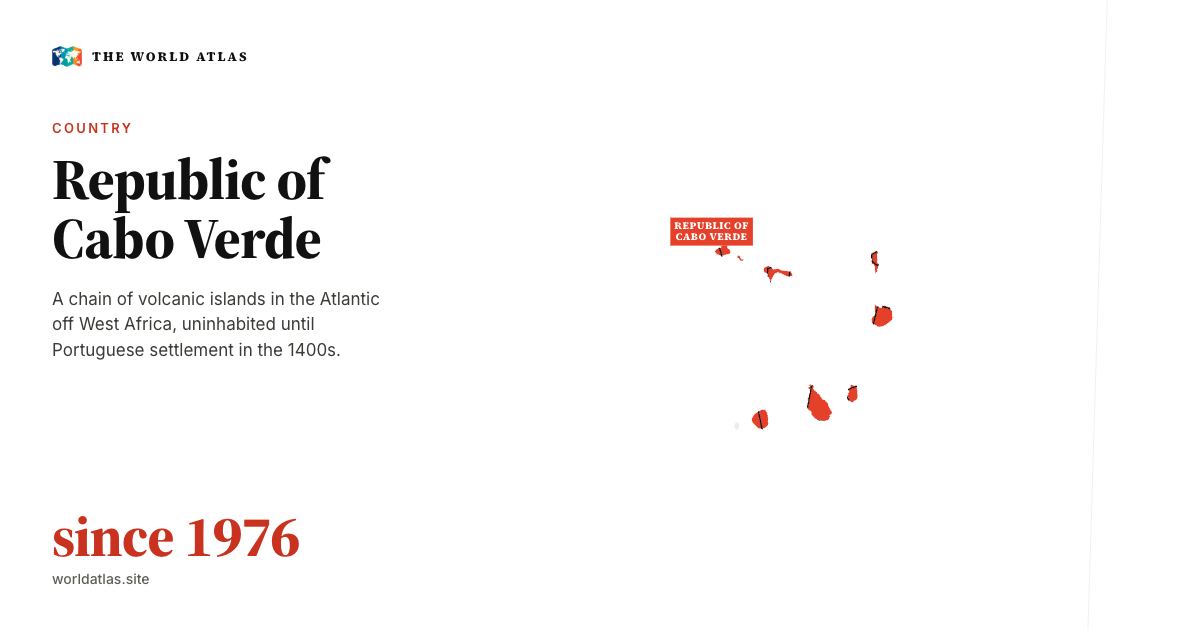 THE WORLD ATLAS
COUNTRY
Republic of
Cabo Verde
A chain of volcanic islands in the Atlantic
off West Africa, uninhabited until
Portuguese settlement in the 1400s.
since 1976
worldatlas.site
REPUBLIC OF
CABO VERDE